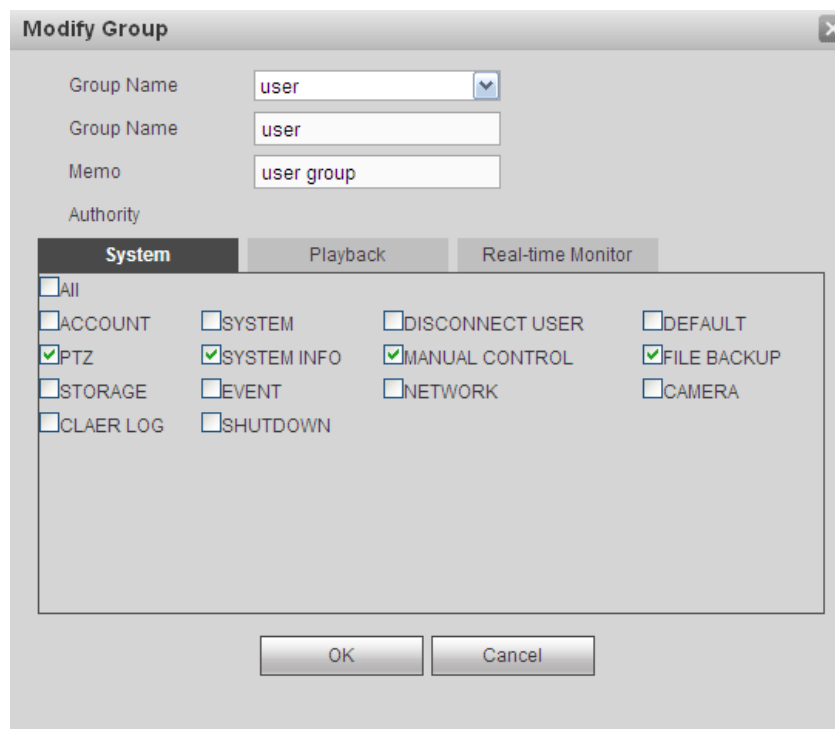 Modify Group
Group Name user
Group Name user
Memo user group
Authority
System Playback Real-time Monitor
All
ACCOUNT SYSTEM DISCONNECT USER DEFAULT
PTZ SYSTEM INFO MANUAL CONTROL FILE BACKUP
STORAGE EVENT NETWORK CAMERA
CLAER LOG SHUTDOWN
OK Cancel